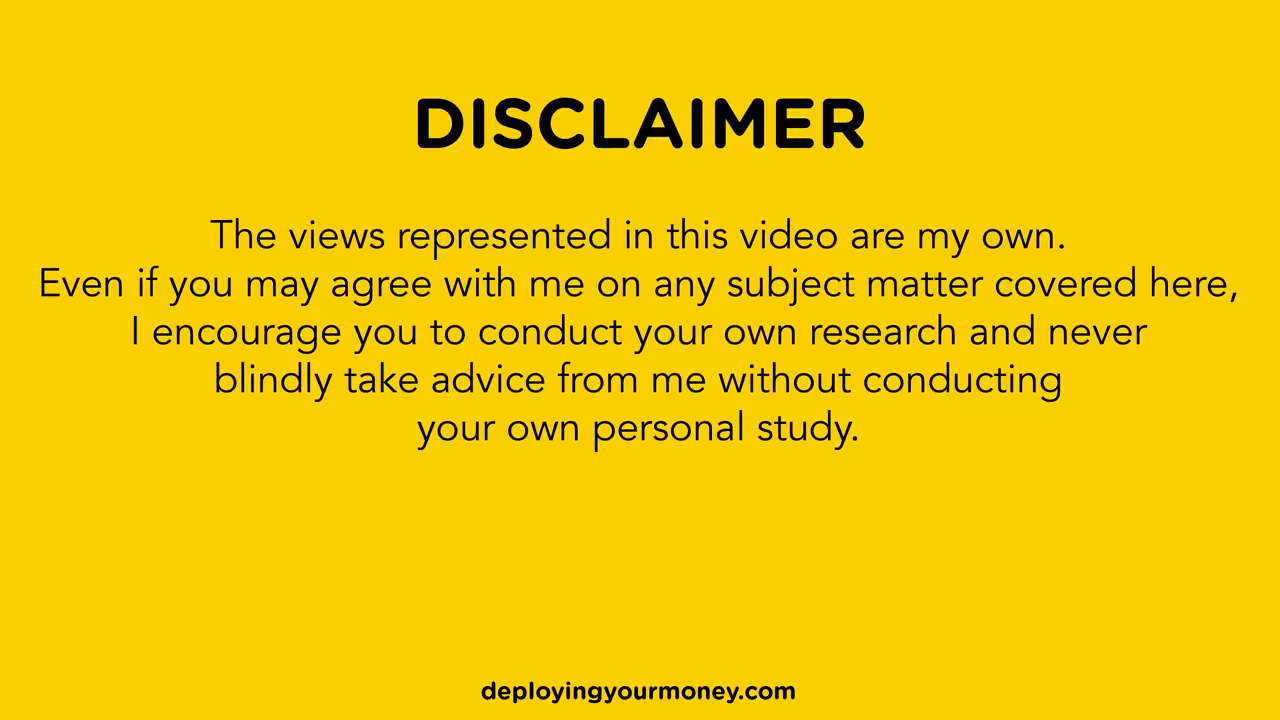 DISCLAIMER
The views represented in this video are my own.
Even if you may agree with me on any subject matter covered here,
I encourage you to conduct your own research and never
blindly take advice from me without conducting
your own personal study.
deployingyourmoney.com